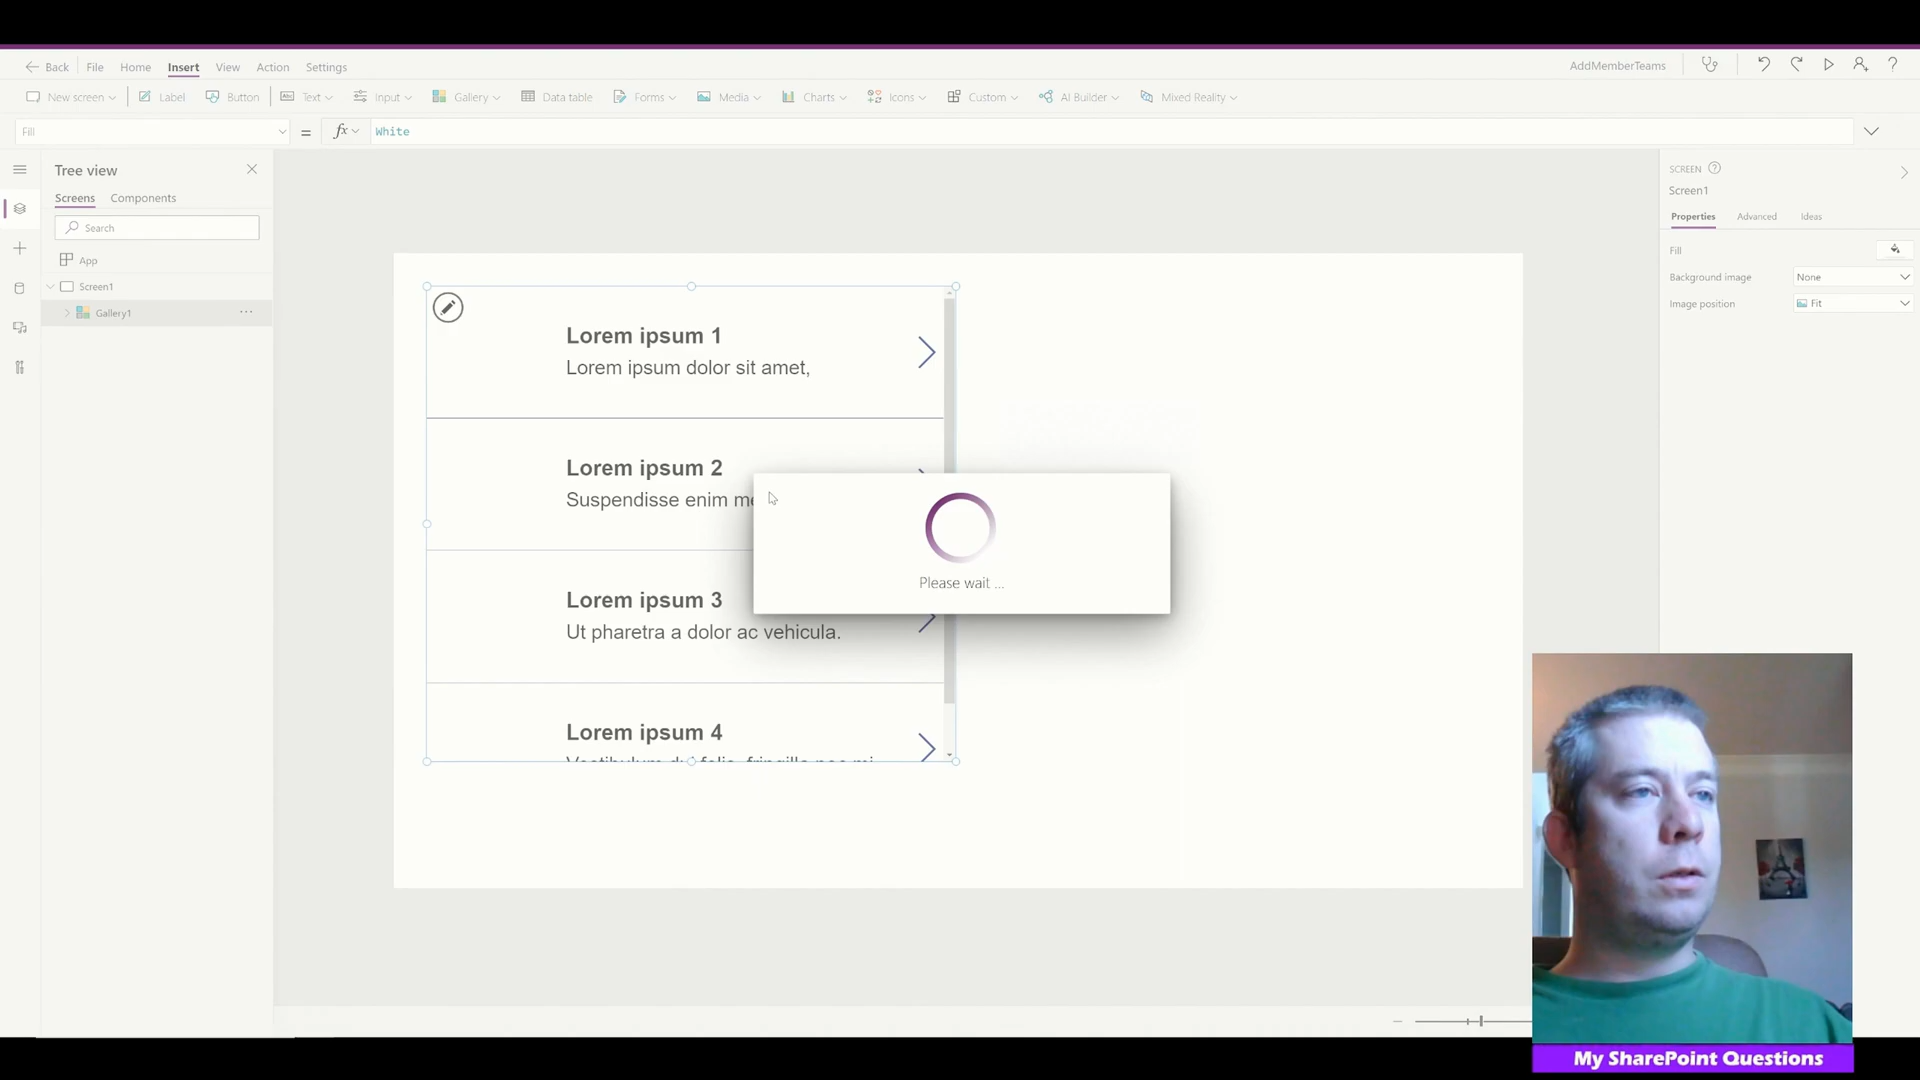 Back File Home Insert View Action Settings AddMemberTeams
New screen Label Button Text Input Gallery Data table Forms Media Charts Icons Custom AI Builder Mixed Reality
Fill = fx White
Tree view
Screens Components
Search
App
Screen1
Gallery1
SCREEN
Screen1
Properties Advanced Ideas
Fill
Background image None
Image position Fit
Lorem ipsum 1
Lorem ipsum dolor sit amet,
Lorem ipsum 2
Suspendisse enim
Please wait ...
Lorem ipsum 3
Ut pharetra a dolor ac vehicula.
Lorem ipsum 4
My SharePoint Questions